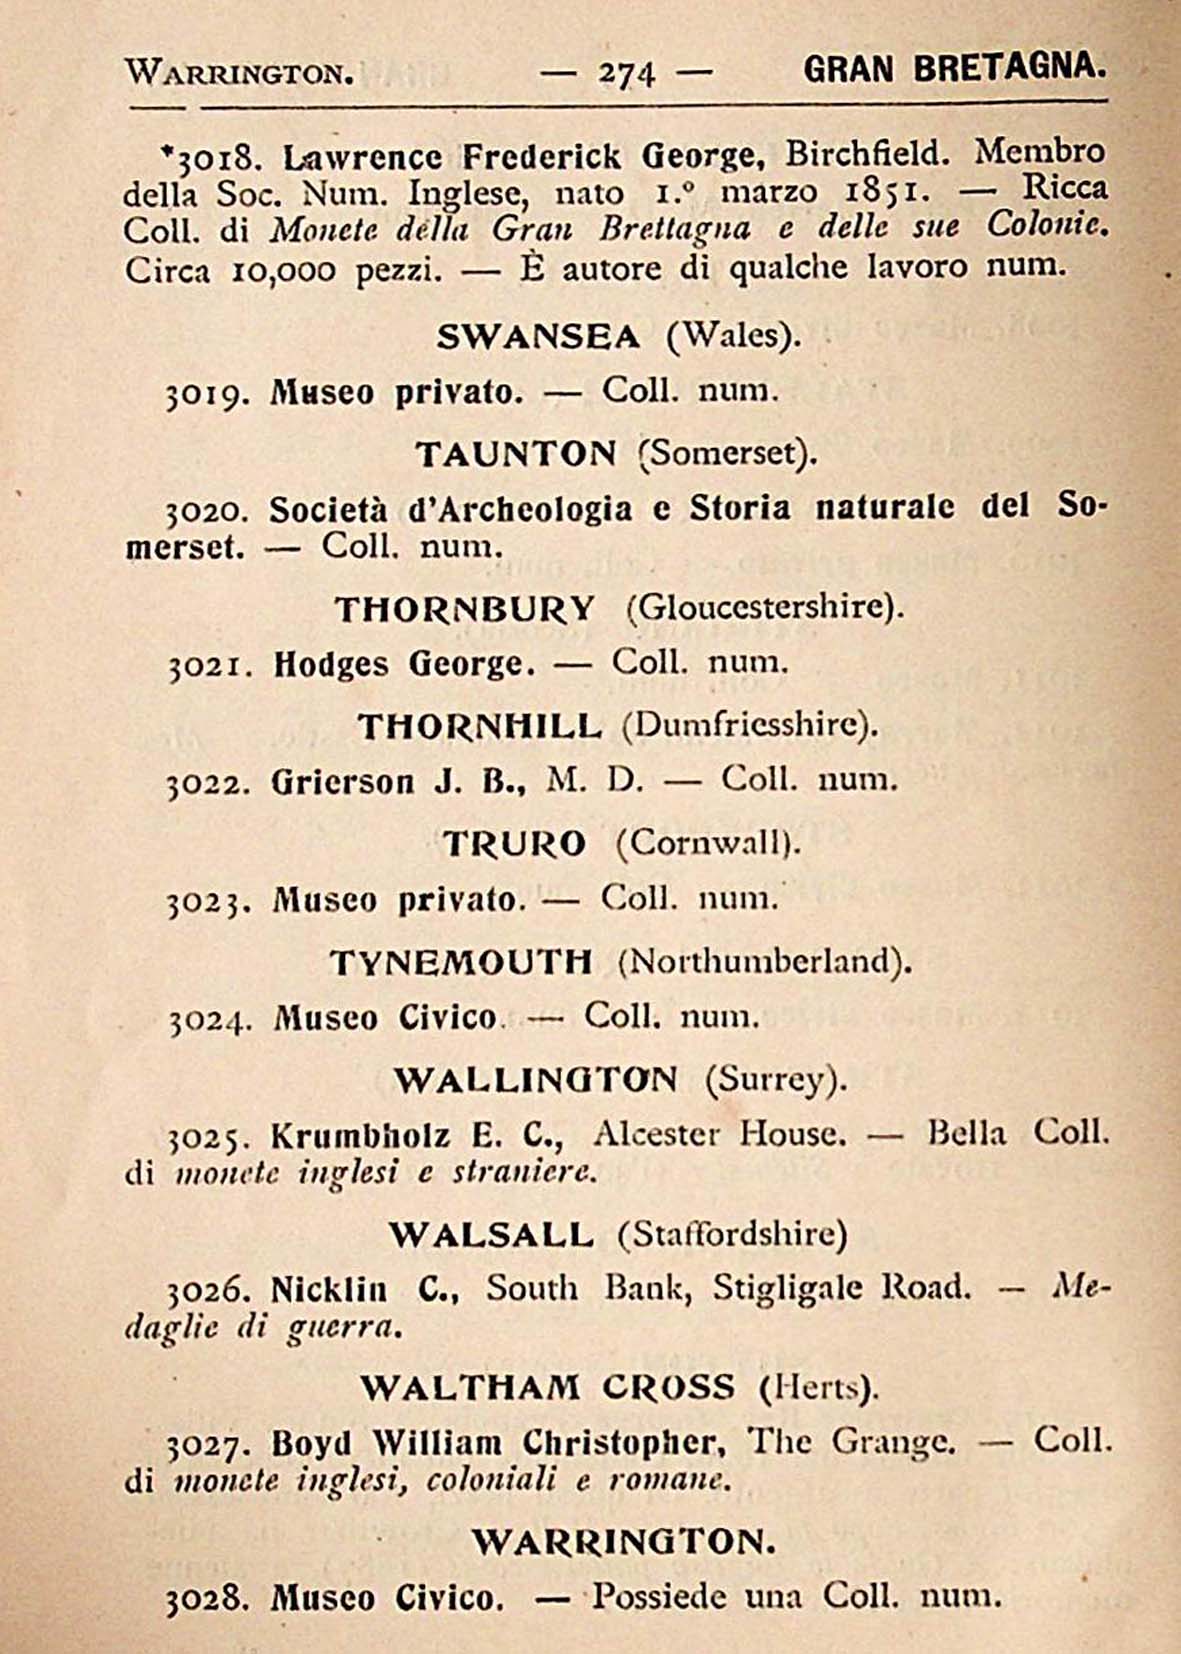 WARRINGTON. — 274 — GRAN BRETAGNA.
*3018. Lawrence Frederick George, Birchfield. Membro
della Soc. Num. Inglese, nato 1.º marzo 1851. — Ricca
Coll. di Monete della Gran Brettagna e delle sue Colonie.
Circa 10,000 pezzi. — È autore di qualche lavoro num.
SWANSEA (Wales).
3019. Museo privato. — Coll. num.
TAUNTON (Somerset).
3020. Società d'Archeologia e Storia naturale del So-
merset. — Coll. num.
THORNBURY (Gloucestershire).
3021. Hodges George. — Coll. num.
THORNHILL (Dumfriesshire).
3022. Grierson J. B., M. D. — Coll. num.
TRURO (Cornwall).
3023. Museo privato. — Coll. num.
TYNEMOUTH (Northumberland).
3024. Museo Civico. — Coll. num.
WALLINGTON (Surrey).
3025. Krumbholz E. C., Alcester House. — Bella Coll.
di monete inglesi e straniere.
WALSALL (Staffordshire)
3026. Nicklin C., South Bank, Stigligale Road. — Me-
daglie di guerra.
WALTHAM CROSS (Herts).
3027. Boyd William Christopher, The Grange. — Coll.
di monete inglesi, coloniali e romane.
WARRINGTON.
3028. Museo Civico. — Possiede una Coll. num.